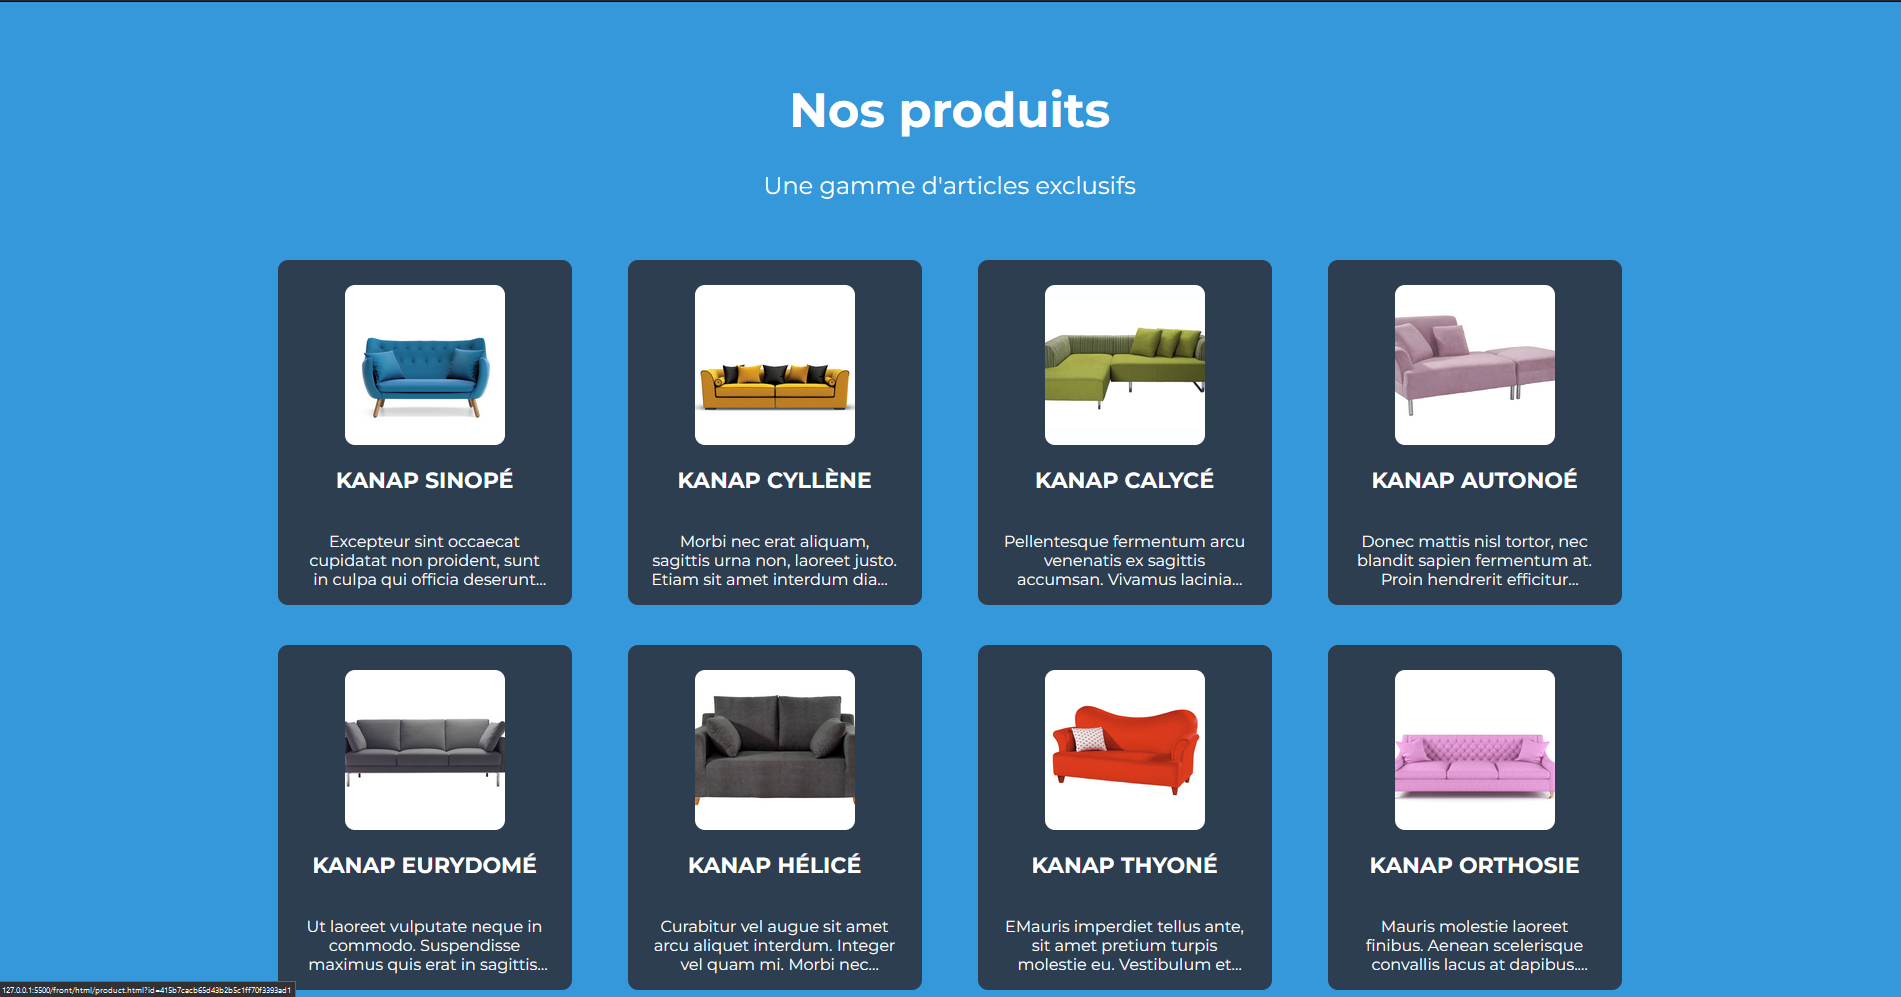 Nos produits
Une gamme d'articles exclusifs
KANAP SINOPÉ
Excepteur sint occaecat
cupidatat non proident, sunt
in culpa qui officia deserunt...
KANAP CYLLÈNE
Morbi nec erat aliquam,
sagittis urna non, laoreet justo.
Etiam sit amet interdum dia...
KANAP CALYCÉ
Pellentesque fermentum arcu
venenatis ex sagittis
accumsan. Vivamus lacinia...
KANAP AUTONOÉ
Donec mattis nisl tortor, nec
blandit sapien fermentum at.
Proin hendrerit efficitur...
KANAP EURYDOMÉ
Ut laoreet vulputate neque in
commodo. Suspendisse
maximus quis erat in sagittis...
KANAP HÉLICÉ
Curabitur vel augue sit amet
arcu aliquet interdum. Integer
vel quam mi. Morbi nec...
KANAP THYONÉ
EMauris imperdiet tellus ante,
sit amet pretium turpis
molestie eu. Vestibulum et...
KANAP ORTHOSIE
Mauris molestie laoreet
finibus. Aenean scelerisque
convallis lacus at dapibus....
127.0.0.1:5500/front/html/product.html?id=415b7cacb65d43b2b5c1ff70f3393ad1